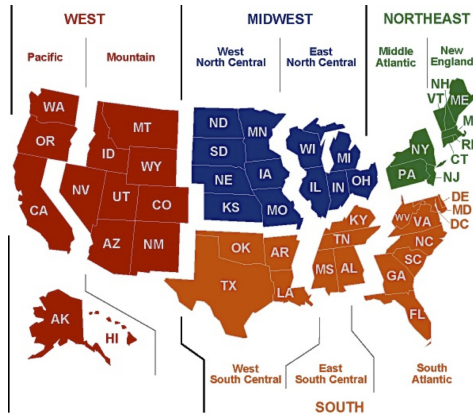 WEST
MIDWEST
NORTHEAST
Pacific
Mountain
West
North Central
East
North Central
Middle
Atlantic
New
England
WA
OR
CA
NV
ID
MT
WY
UT
CO
AZ
NM
AK
HI
ND
SD
NE
KS
MN
IA
MO
WI
MI
IL
IN
OH
NH
VT
ME
M
RI
CT
NY
PA
NJ
DE
MD
DC
WV
VA
NC
SC
GA
FL
KY
TN
MS
AL
OK
TX
AR
LA
West
South Central
East
South Central
South
Atlantic
SOUTH